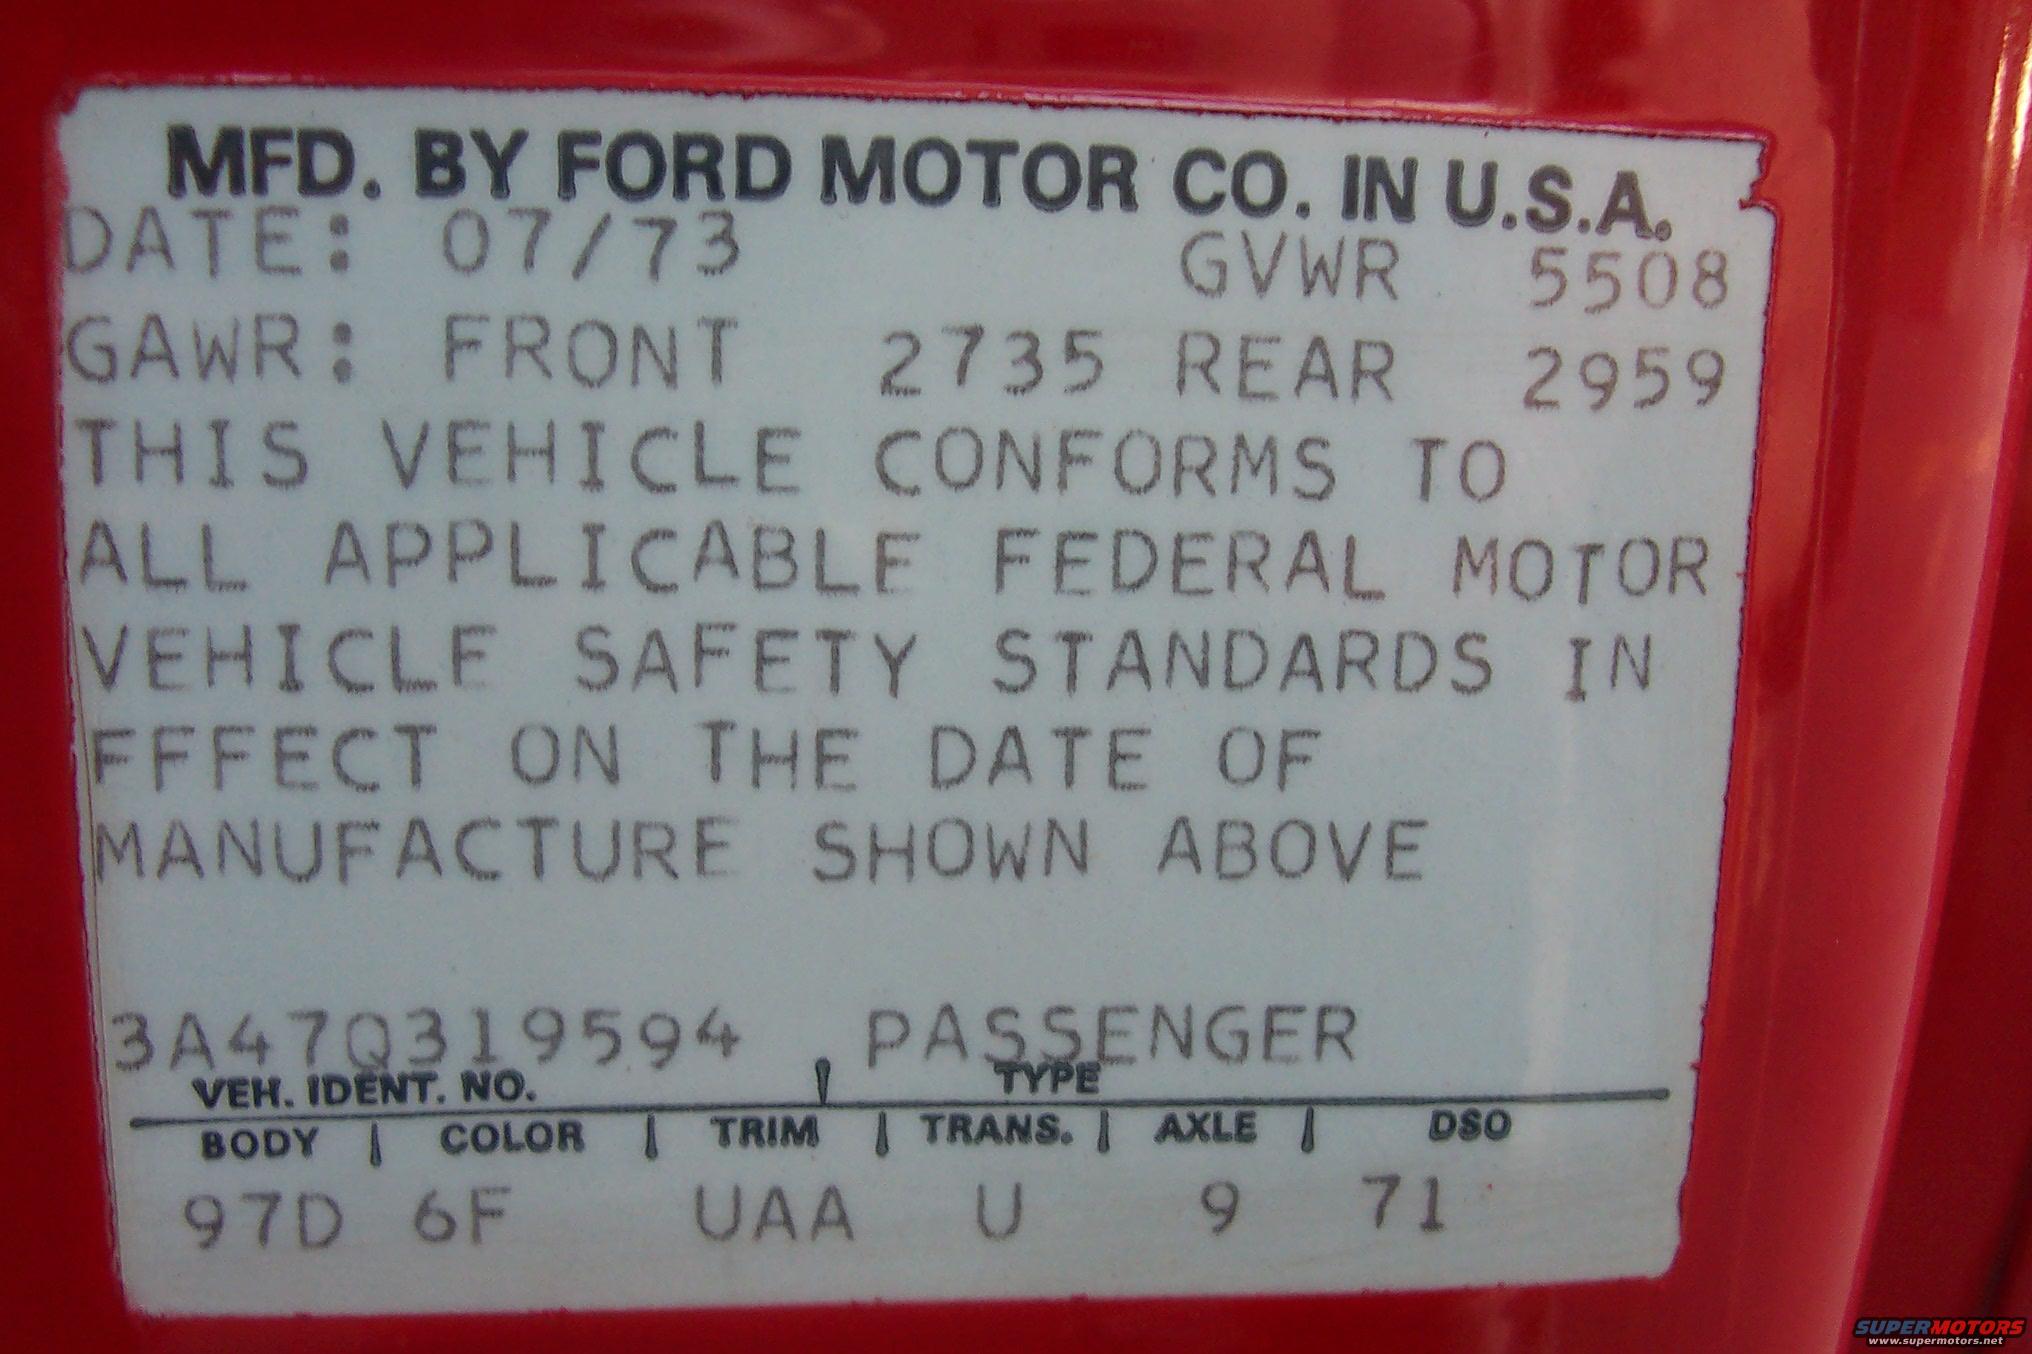 MFD. BY FORD MOTOR CO. IN U.S.A.
DATE: 07/73 GVWR 5508
GAWR: FRONT 2735 REAR 2959
THIS VEHICLE CONFORMS TO
ALL APPLICABLE FEDERAL MOTOR
VEHICLE SAFETY STANDARDS IN
EFFECT ON THE DATE OF
MANUFACTURE SHOWN ABOVE
3A47Q319594 PASSENGER
VEH. IDENT. NO. TYPE
BODY | COLOR | TRIM | TRANS. | AXLE | DSO
97D 6F UAA U 9 71
SUPERMOTORS
www.supermotors.net